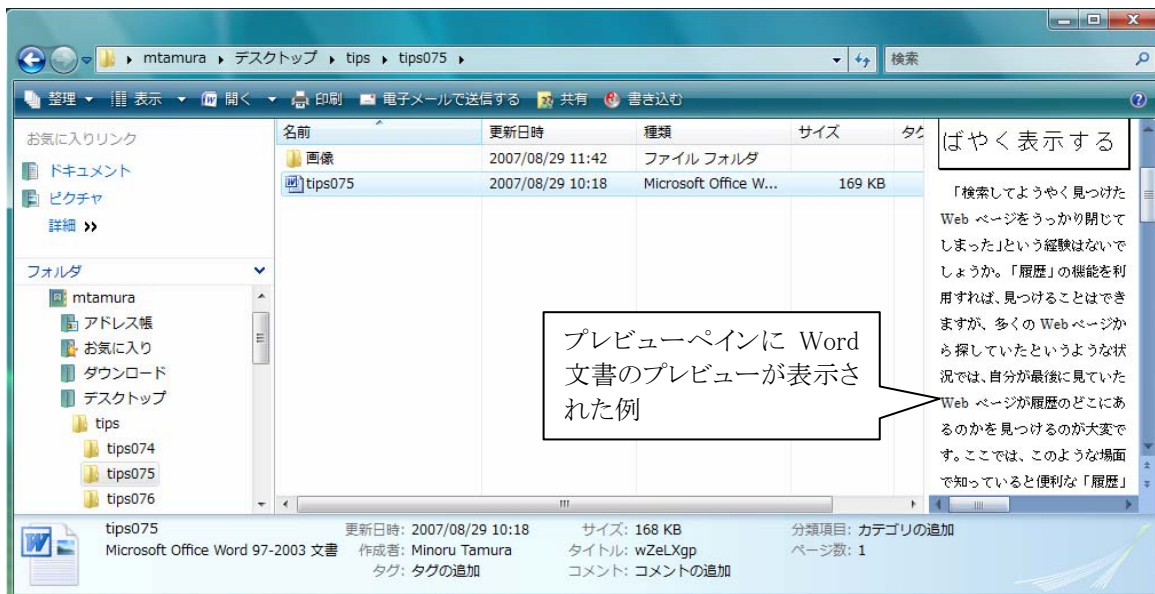 mtamura ▸ デスクトップ ▸ tips ▸ tips075 ▸ 検索
整理 表示 開く 印刷 電子メールで送信する 共有 書き込む
お気に入りリンク
ドキュメント
ピクチャ
詳細 »
フォルダ
mtamura
アドレス帳
お気に入り
ダウンロード
デスクトップ
tips
tips074
tips075
tips076
名前 更新日時 種類 サイズ タグ
画像 2007/08/29 11:42 ファイル フォルダ
tips075 2007/08/29 10:18 Microsoft Office W... 169 KB
プレビューペインに Word
文書のプレビューが表示さ
れた例
ばやく表示する
「検索してようやく見つけた
Web ページをうっかり閉じて
しまった」という経験はないで
しょうか。「履歴」の機能を利
用すれば、見つけることはでき
ますが、多くの Web ページか
ら探していたというような状
況では、自分が最後に見ていた
Web ページが履歴のどこにあ
るのかを見つけるのが大変で
す。ここでは、このような場面
で知っていると便利な「履歴」
tips075 更新日時: 2007/08/29 10:18 サイズ: 168 KB 分類項目: カテゴリの追加
Microsoft Office Word 97-2003 文書 作成者: Minoru Tamura タイトル: wZeLXgp ページ数: 1
タグ: タグの追加 コメント: コメントの追加